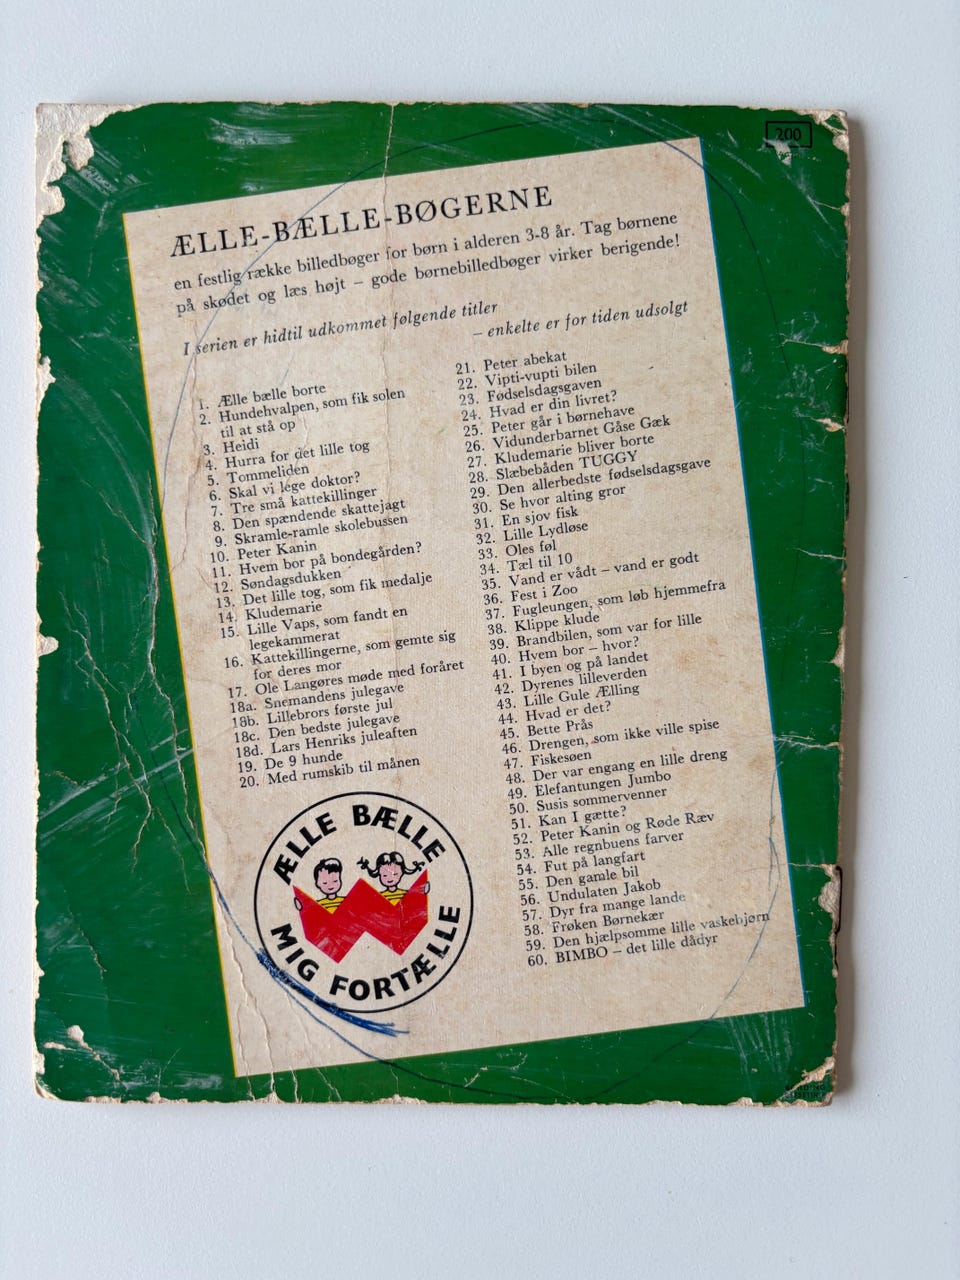 200
ÆLLE-BÆLLE-BØGERNE
en festlig række billedbøger for børn i alderen 3-8 år. Tag børnene
på skødet og læs højt – gode børnebilledbøger virker berigende!
I serien er hidtil udkommet følgende titler
– enkelte er for tiden udsolgt
1. Ælle bælle borte
2. Hundehvalpen, som fik solen
til at stå op
3. Heidi
4. Hurra for det lille tog
5. Tommeliden
6. Skal vi lege doktor?
7. Tre små kattekillinger
8. Den spændende skattejagt
9. Skramle-ramle skolebussen
10. Peter Kanin
11. Hvem bor på bondegården?
12. Søndagsdukken
13. Det lille tog, som fik medalje
14. Kludemarie
15. Lille Vaps, som fandt en
legekammerat
16. Kattekillingerne, som gemte sig
for deres mor
17. Ole Langøres møde med foråret
18a. Snemandens julegave
18b. Lillebrors første jul
18c. Den bedste julegave
18d. Lars Henriks juleaften
19. De 9 hunde
20. Med rumskib til månen
21. Peter abekat
22. Vipti-vupti bilen
23. Fødselsdagsgaven
24. Hvad er din livret?
25. Peter går i børnehave
26. Vidunderbarnet Gåse Gæk
27. Kludemarie bliver borte
28. Slæbebåden TUGGY
29. Den allerbedste fødselsdagsgave
30. Se hvor alting gror
31. En sjov fisk
32. Lille Lydløse
33. Oles føl
34. Tæl til 10
35. Vand er vådt – vand er godt
36. Fest i Zoo
37. Fugleungen, som løb hjemmefra
38. Klippe klude
39. Brandbilen, som var for lille
40. Hvem bor – hvor?
41. I byen og på landet
42. Dyrenes lilleverden
43. Lille Gule Ælling
44. Hvad er det?
45. Bette Prås
46. Drengen, som ikke ville spise
47. Fiskesøen
48. Der var engang en lille dreng
49. Elefantungen Jumbo
50. Susis sommervenner
51. Kan I gætte?
52. Peter Kanin og Røde Ræv
53. Alle regnbuens farver
54. Fut på langfart
55. Den gamle bil
56. Undulaten Jakob
57. Dyr fra mange lande
58. Frøken Børnekær
59. Den hjælpsomme lille vaskebjørn
60. BIMBO – det lille dådyr
ÆLLE BÆLLE
MIG FORTÆLLE